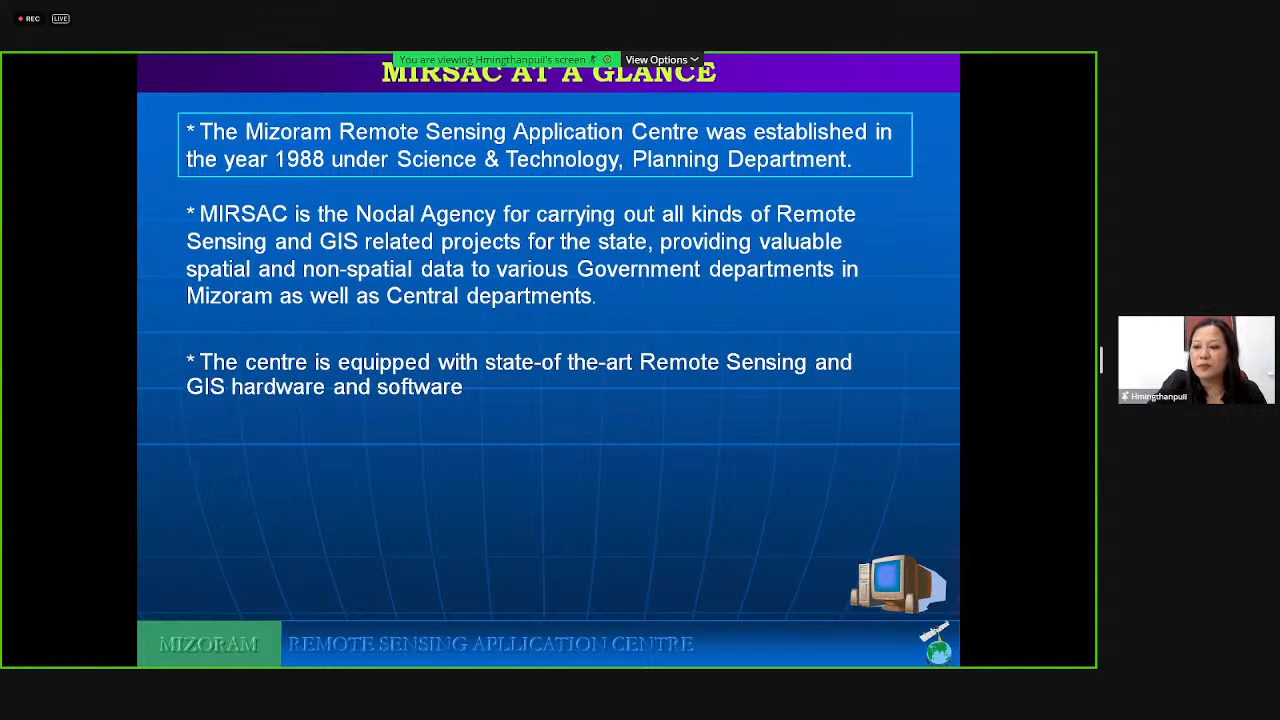 REC
LIVE
You are viewing Hmingthanpuii's screen
View Options
MIRSAC AT A GLANCE
* The Mizoram Remote Sensing Application Centre was established in
the year 1988 under Science & Technology, Planning Department.
* MIRSAC is the Nodal Agency for carrying out all kinds of Remote
Sensing and GIS related projects for the state, providing valuable
spatial and non-spatial data to various Government departments in
Mizoram as well as Central departments.
* The centre is equipped with state-of the-art Remote Sensing and
GIS hardware and software
Hmingthanpuii
MIZORAM REMOTE SENSING APLLICATION CENTRE